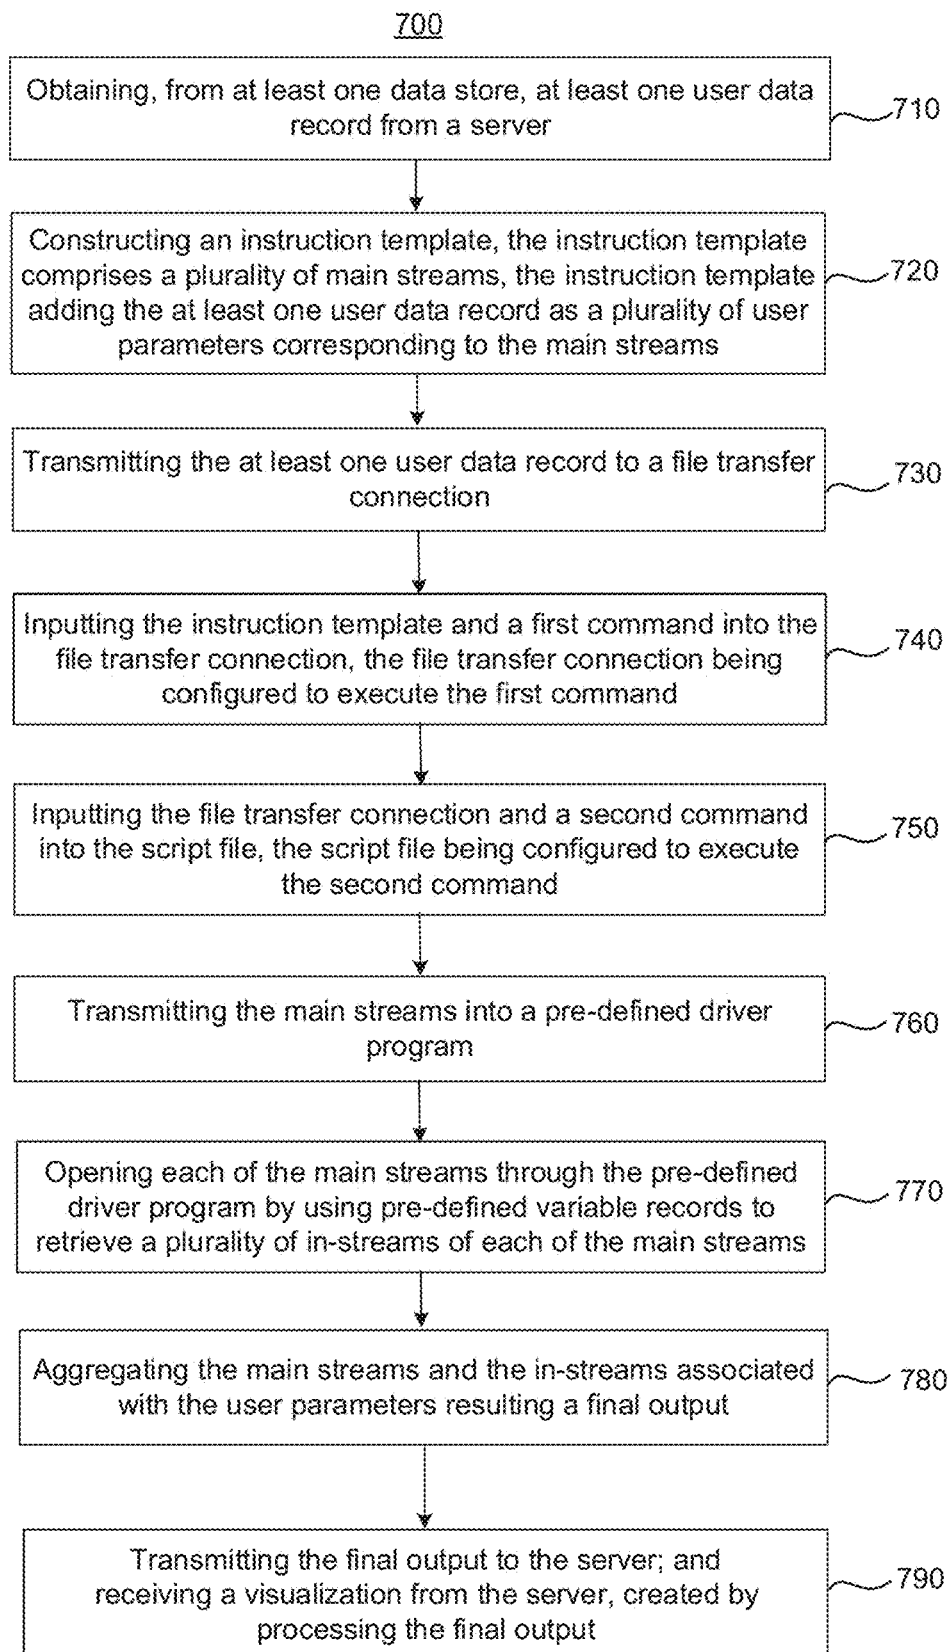 700
Obtaining, from at least one data store, at least one user data
record from a server
710
Constructing an instruction template, the instruction template
comprises a plurality of main streams, the instruction template
adding the at least one user data record as a plurality of user
parameters corresponding to the main streams
720
Transmitting the at least one user data record to a file transfer
connection
730
Inputting the instruction template and a first command into the
file transfer connection, the file transfer connection being
configured to execute the first command
740
Inputting the file transfer connection and a second command
into the script file, the script file being configured to execute
the second command
750
Transmitting the main streams into a pre-defined driver
program
760
Opening each of the main streams through the pre-defined
driver program by using pre-defined variable records to
retrieve a plurality of in-streams of each of the main streams
770
Aggregating the main streams and the in-streams associated
with the user parameters resulting a final output
780
Transmitting the final output to the server; and
receiving a visualization from the server, created by
processing the final output
790